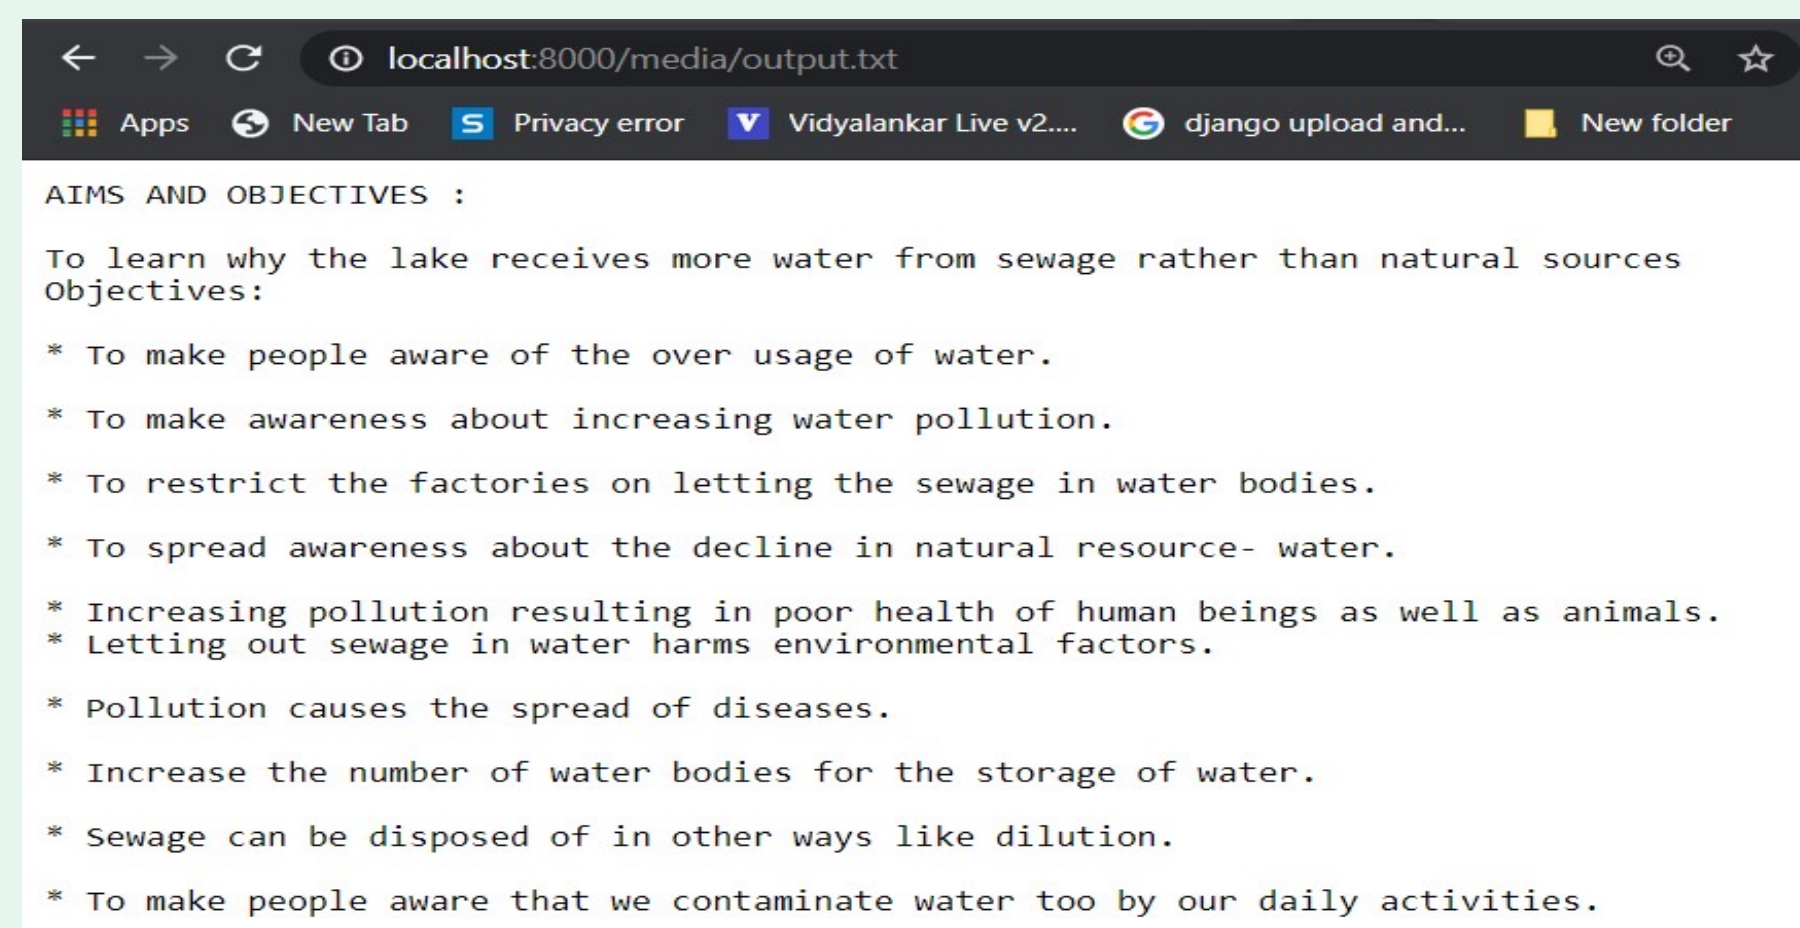 localhost:8000/media/output.txt
Apps New Tab S Privacy error V Vidyalankar Live v2.... G django upload and... New folder
AIMS AND OBJECTIVES :
To learn why the lake receives more water from sewage rather than natural sources
Objectives:
* To make people aware of the over usage of water.
* To make awareness about increasing water pollution.
* To restrict the factories on letting the sewage in water bodies.
* To spread awareness about the decline in natural resource- water.
* Increasing pollution resulting in poor health of human beings as well as animals.
* Letting out sewage in water harms environmental factors.
* Pollution causes the spread of diseases.
* Increase the number of water bodies for the storage of water.
* Sewage can be disposed of in other ways like dilution.
* To make people aware that we contaminate water too by our daily activities.